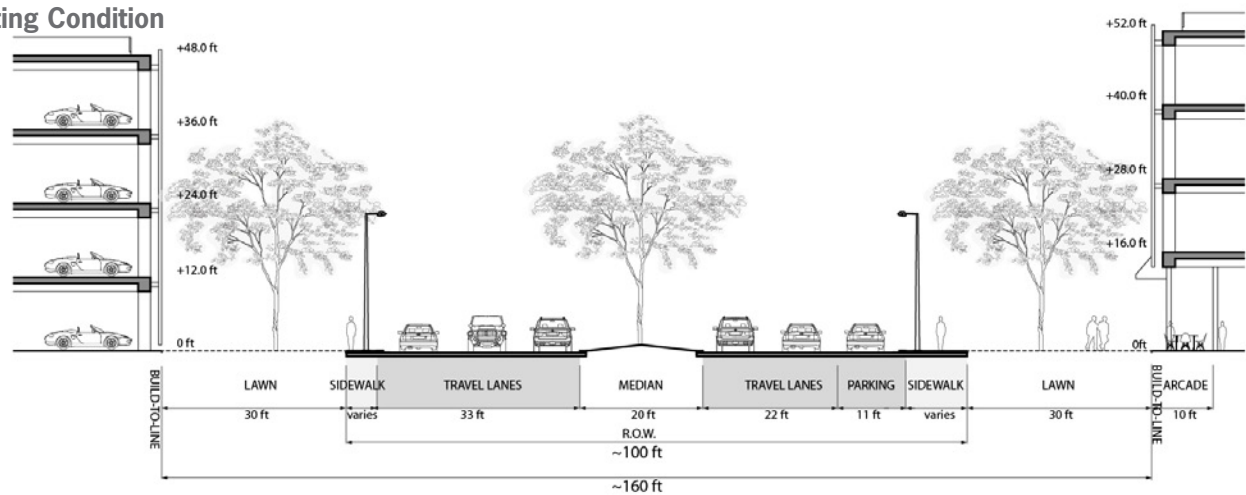 ting Condition
+48.0 ft
+36.0 ft
+24.0 ft
+12.0 ft
0 ft
+52.0 ft
+40.0 ft
+28.0 ft
+16.0 ft
0ft
BUILD-TO-LINE
LAWN
SIDEWALK
TRAVEL LANES
MEDIAN
TRAVEL LANES
PARKING
SIDEWALK
LAWN
BUILD-TO-LINE
ARCADE
30 ft
varies
33 ft
20 ft
22 ft
11 ft
varies
30 ft
10 ft
R.O.W.
~100 ft
~160 ft